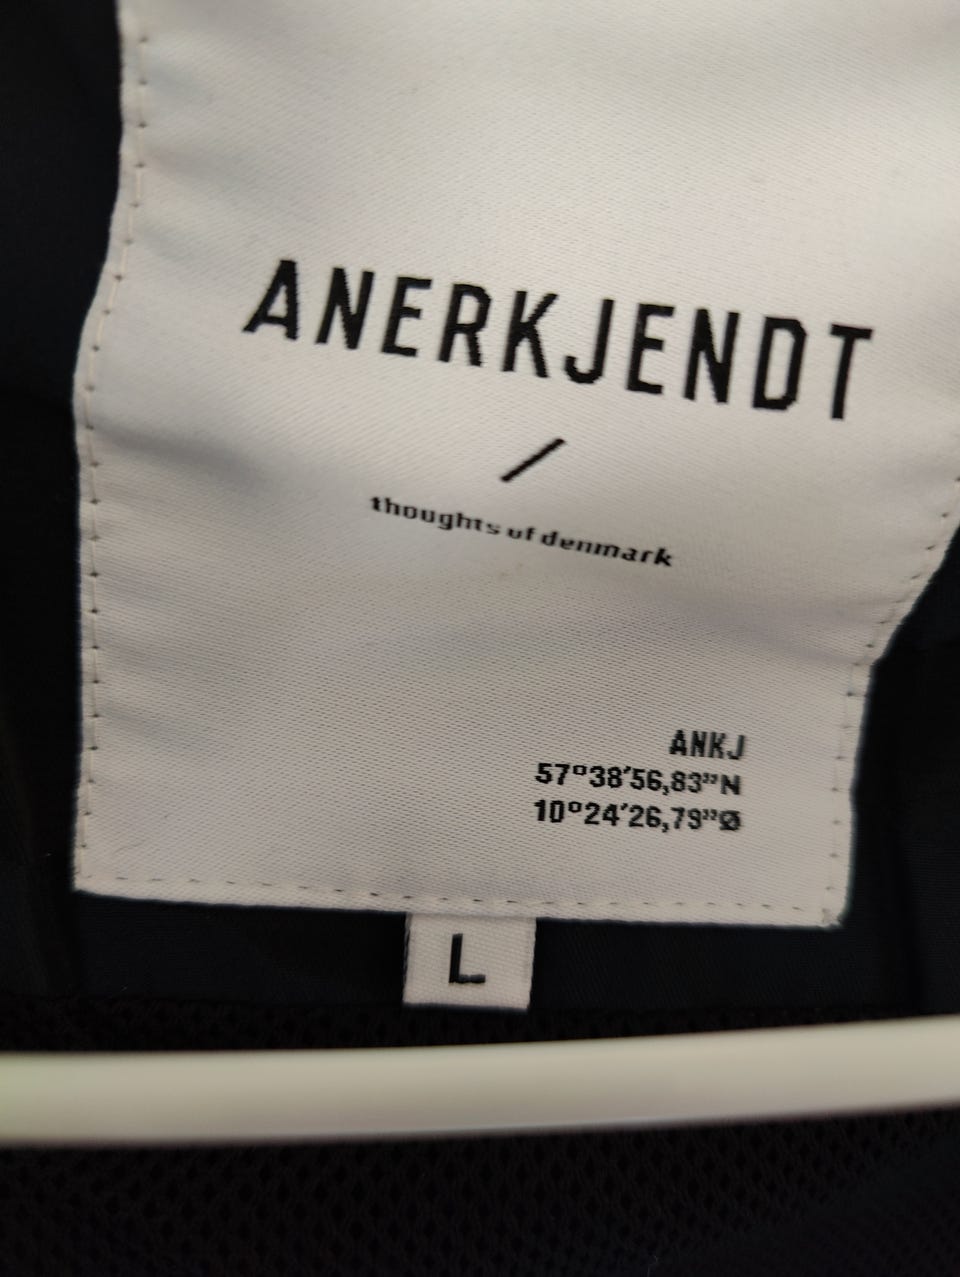 ANERKJENDT
/
thoughts of denmark
ANKJ
57°38'56,83"N
10°24'26,79"Ø
L